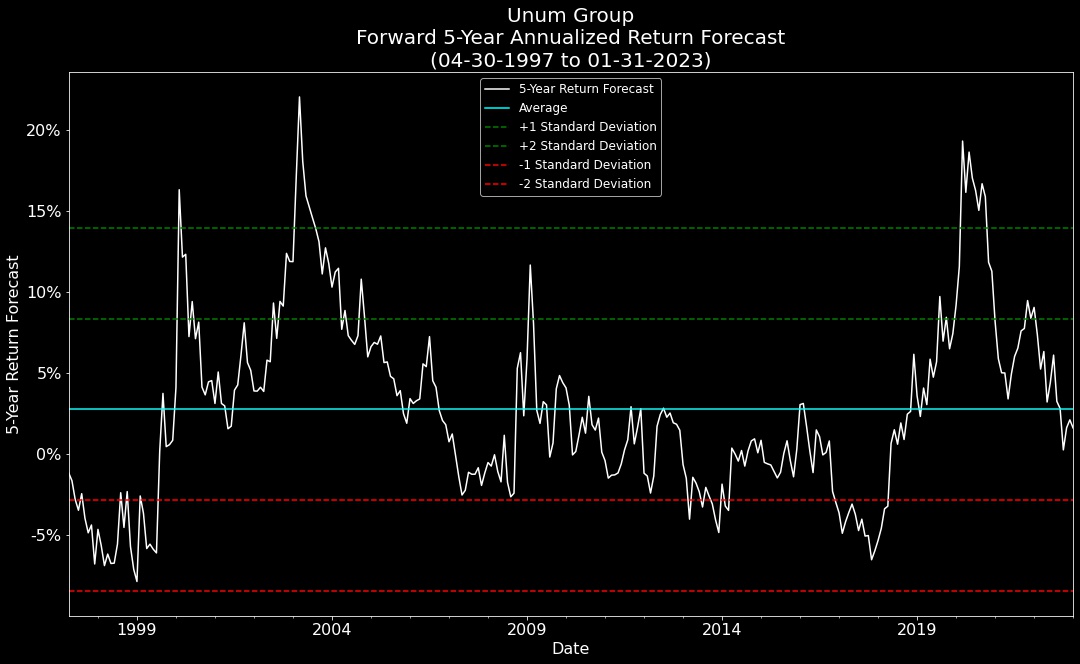 Unum Group
Forward 5-Year Annualized Return Forecast
(04-30-1997 to 01-31-2023)
5-Year Return Forecast
Average
+1 Standard Deviation
+2 Standard Deviation
-1 Standard Deviation
-2 Standard Deviation
5-Year Return Forecast
20%
15%
10%
5%
0%
-5%
1999 2004 2009 2014 2019
Date